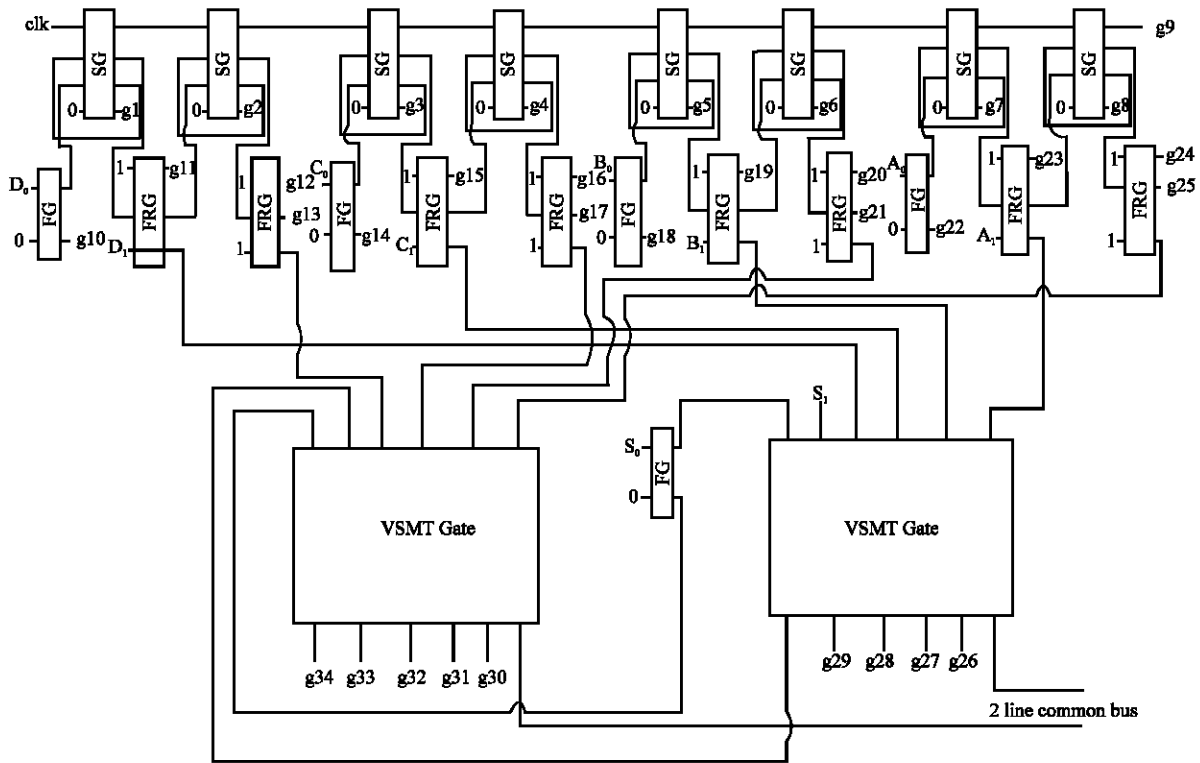 clk SG SG SG SG SG SG SG SG g9
0 g1 0 g2 0 g3 0 g4 0 g5 0 g6 0 g7 0 g8
D₀ FG 0 g10
1 g11 FRG D₁
1 FRG g13 1
g12 C₀ FG 0 g14
1 g15 FRG C₁
1 g16 FRG g17 1
B₀ FG 0 g18
1 g19 FRG B₁
1 g20 FRG g21 1
A₀ FG 0 g22
1 g23 FRG A₁
g24 FRG g25 1
S₁
S₀ FG 0
VSMT Gate VSMT Gate
g34 g33 g32 g31 g30 g29 g28 g27 g26
2 line common bus